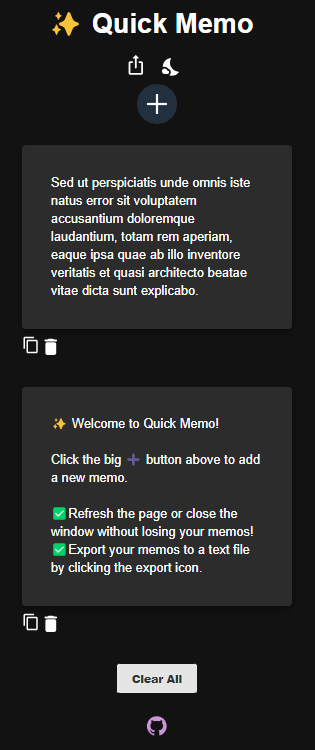 ✨ Quick Memo
Sed ut perspiciatis unde omnis iste
natus error sit voluptatem
accusantium doloremque
laudantium, totam rem aperiam,
eaque ipsa quae ab illo inventore
veritatis et quasi architecto beatae
vitae dicta sunt explicabo.
✨ Welcome to Quick Memo!
Click the big ➕ button above to add
a new memo.
✅Refresh the page or close the
window without losing your memos!
✅Export your memos to a text file
by clicking the export icon.
Clear All